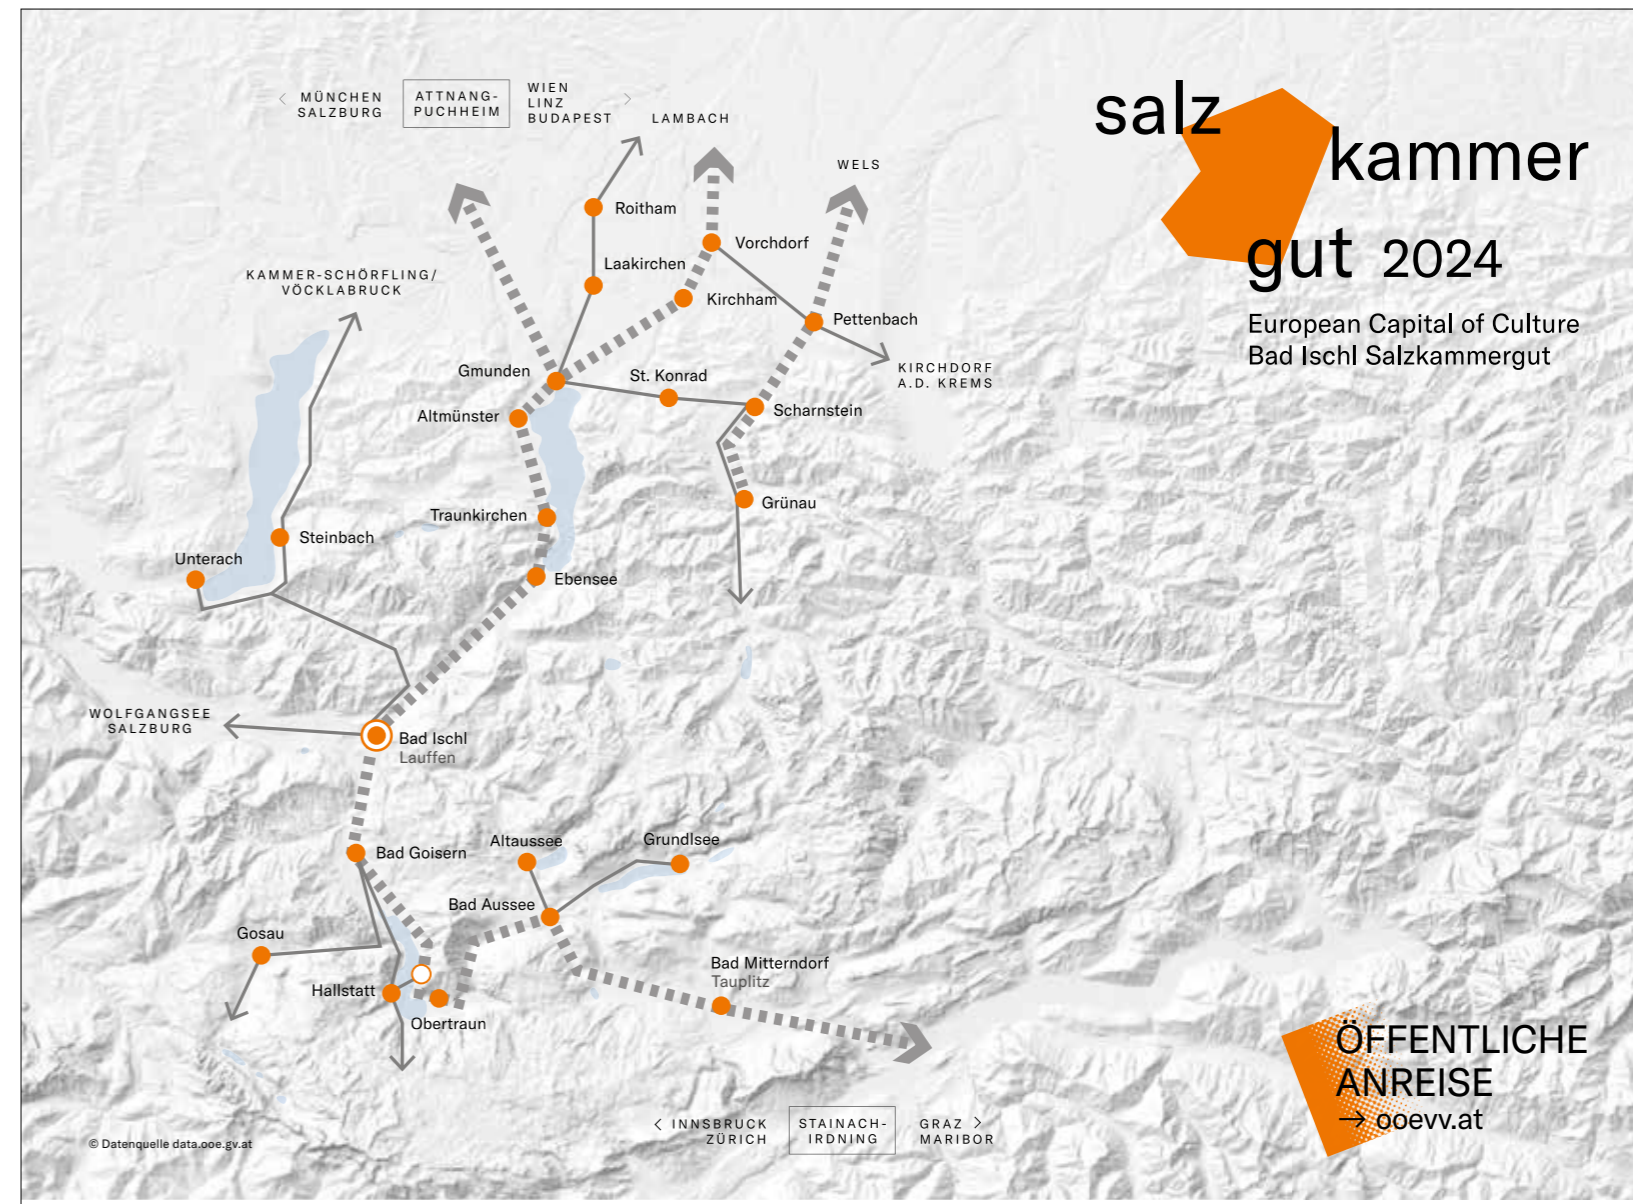 salz
kammer
gut 2024
European Capital of Culture
Bad Ischl Salzkammergut
< MÜNCHEN
SALZBURG
ATTNANG-
PUCHHEIM
WIEN >
LINZ
BUDAPEST
LAMBACH
WELS
Roitham
Vorchdorf
Laakirchen
KAMMER-SCHÖRFLING/
VÖCKLABRUCK
Kirchham
Pettenbach
KIRCHDORF
A.D. KREMS
Gmunden
St. Konrad
Altmünster
Scharnstein
Grünau
Traunkirchen
Steinbach
Unterach
Ebensee
WOLFGANGSEE
SALZBURG
Bad Ischl
Lauffen
Bad Goisern
Altaussee
Grundlsee
Bad Aussee
Gosau
Bad Mitterndorf
Tauplitz
Hallstatt
Obertraun
< INNSBRUCK
ZÜRICH
STAINACH-
IRDNING
GRAZ >
MARIBOR
ÖFFENTLICHE
ANREISE
→ ooevv.at
© Datenquelle data.ooe.gv.at